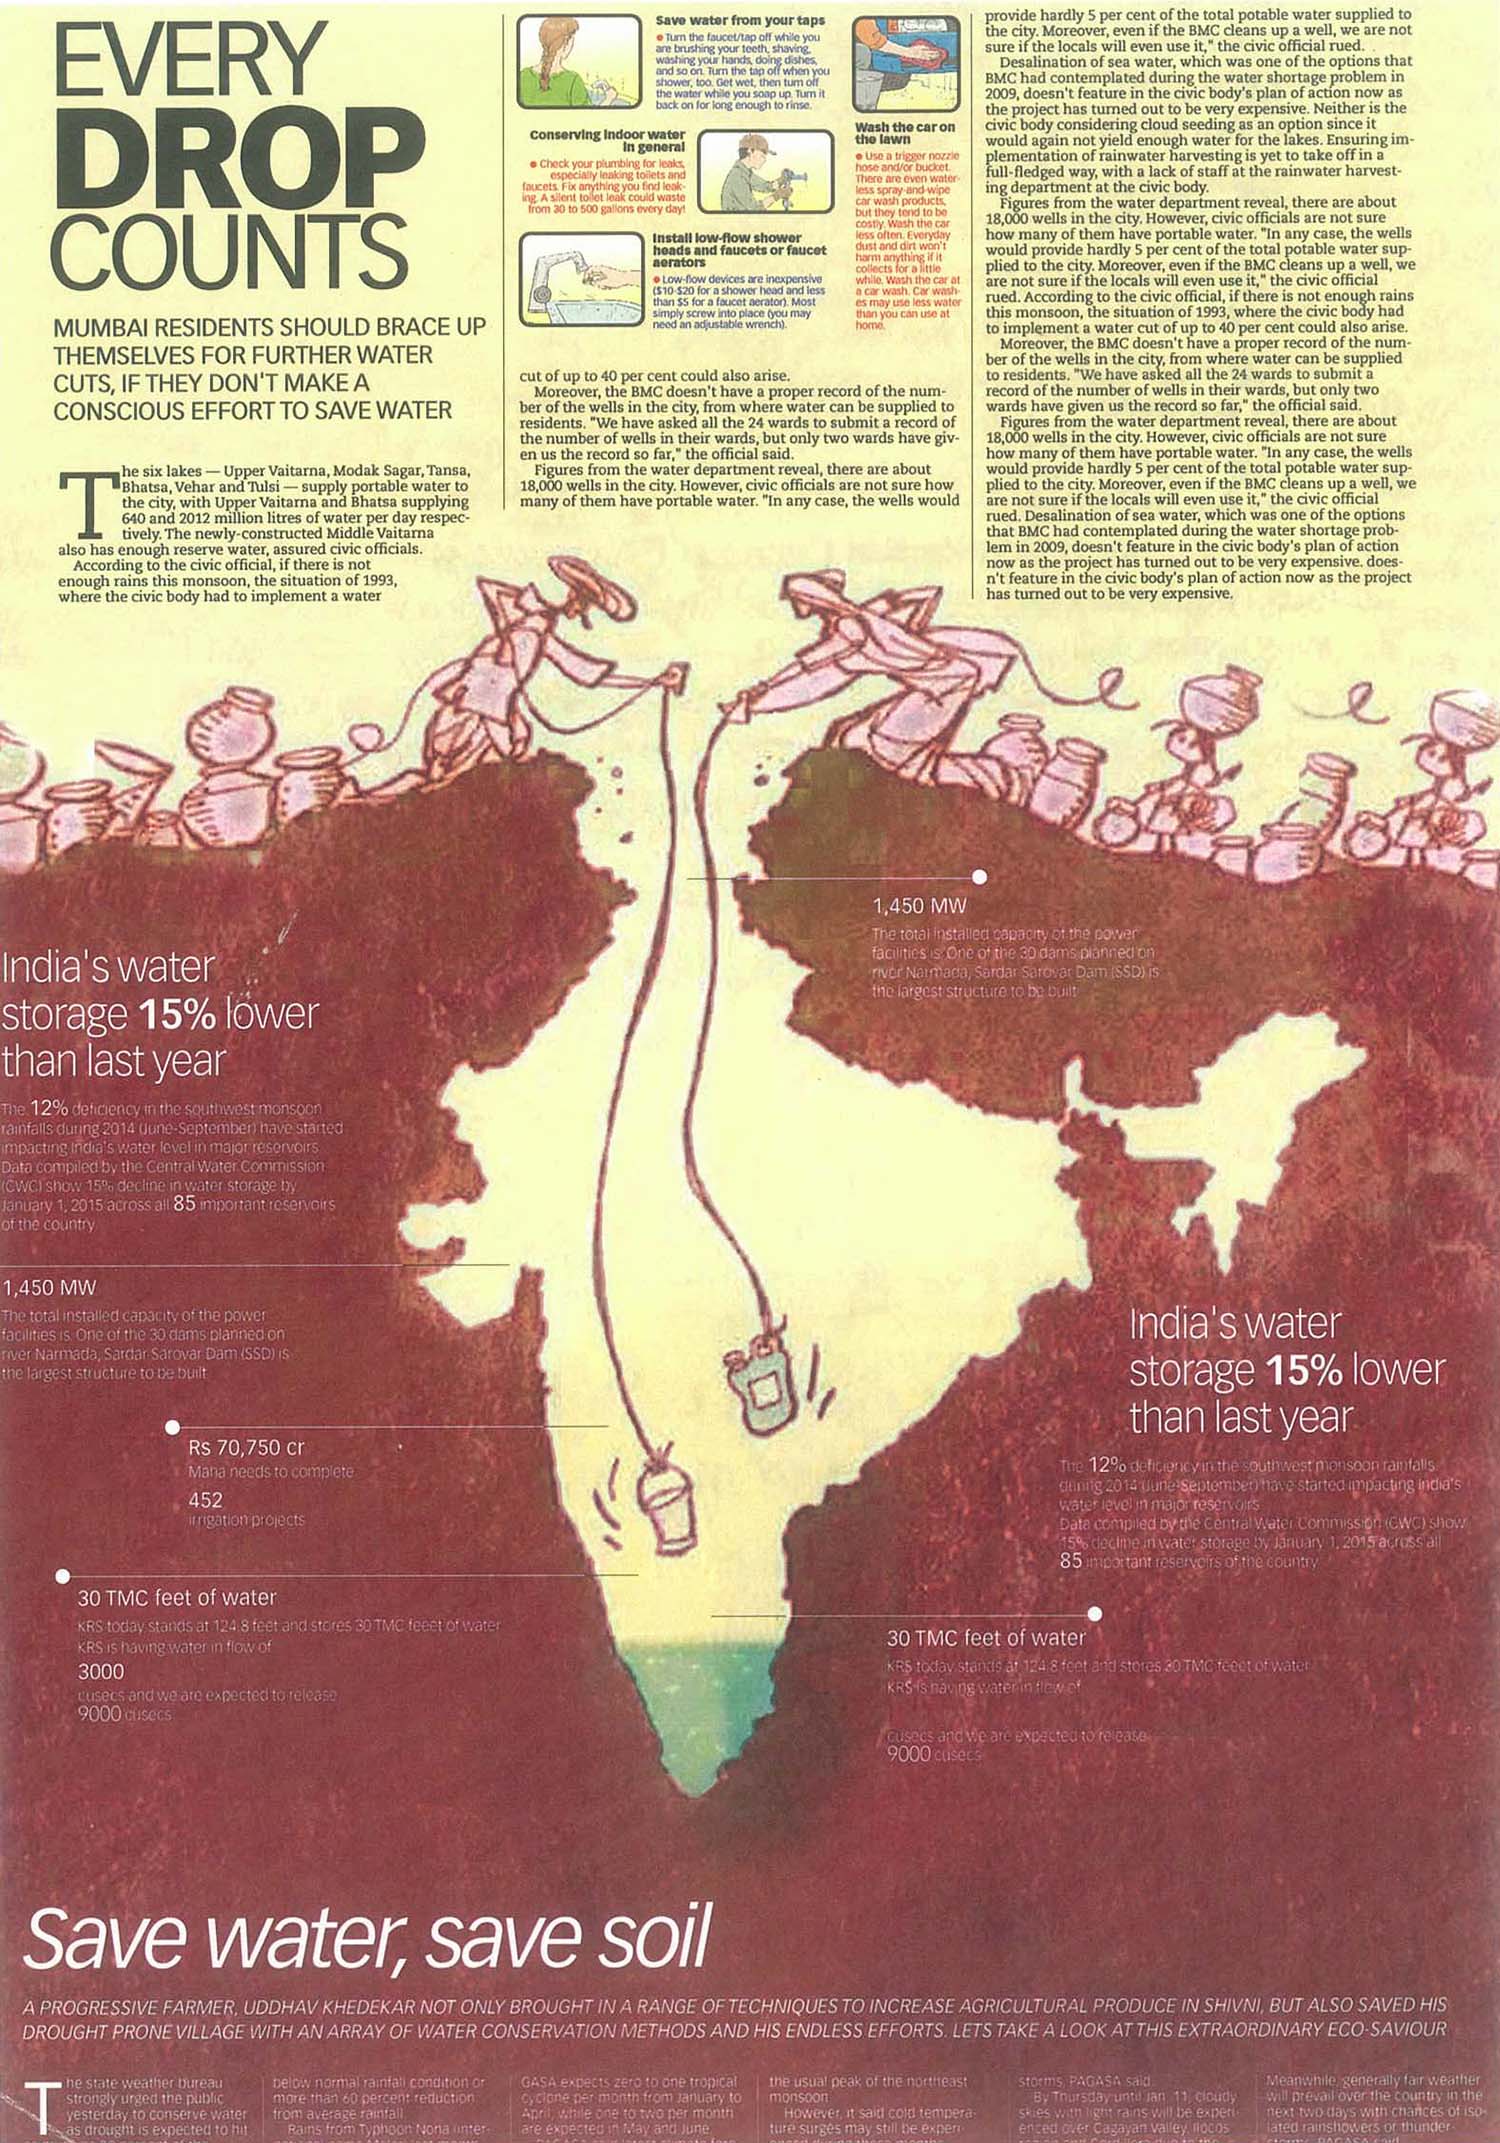 EVERY
DROP
COUNTS
MUMBAI RESIDENTS SHOULD BRACE UP
THEMSELVES FOR FURTHER WATER
CUTS, IF THEY DON'T MAKE A
CONSCIOUS EFFORT TO SAVE WATER
The six lakes — Upper Vaitarna, Modak Sagar, Tansa,
Bhatsa, Vehar and Tulsi — supply portable water to
the city, with Upper Vaitarna and Bhatsa supplying
640 and 2012 million litres of water per day respec-
tively. The newly-constructed Middle Vaitarna
also has enough reserve water, assured civic officials.
According to the civic official, if there is not
enough rains this monsoon, the situation of 1993,
where the civic body had to implement a water
Save water from your taps
• Turn the faucet/tap off while you
are brushing your teeth, shaving,
washing your hands, doing dishes,
and so on. Turn the tap off when you
shower, too. Get wet, then turn off
the water while you soap up. Turn it
back on for long enough to rinse.
Conserving indoor water
in general
• Check your plumbing for leaks,
especially leaking toilets and
faucets. Fix anything you find leak-
ing. A silent toilet leak could waste
from 30 to 500 gallons every day!
Install low-flow shower
heads and faucets or faucet
aerators
• Low-flow devices are inexpensive
($10-$20 for a shower head and less
than $5 for a faucet aerator). Most
simply screw into place (you may
need an adjustable wrench).
Wash the car on
the lawn
• Use a trigger nozzle
hose and/or bucket.
There are even water-
less spray-and-wipe
car wash products,
but they tend to be
costly. Wash the car
less often. Everyday
dust and dirt won't
harm anything if it
collects for a little
while. Wash the car at
a car wash. Car wash-
es may use less water
than you can use at
home.
cut of up to 40 per cent could also arise.
Moreover, the BMC doesn't have a proper record of the num-
ber of the wells in the city, from where water can be supplied to
residents. "We have asked all the 24 wards to submit a record of
the number of wells in their wards, but only two wards have giv-
en us the record so far," the official said.
Figures from the water department reveal, there are about
18,000 wells in the city. However, civic officials are not sure how
many of them have portable water. "In any case, the wells would
provide hardly 5 per cent of the total potable water supplied to
the city. Moreover, even if the BMC cleans up a well, we are not
sure if the locals will even use it," the civic official rued.
Desalination of sea water, which was one of the options that
BMC had contemplated during the water shortage problem in
2009, doesn't feature in the civic body's plan of action now as
the project has turned out to be very expensive. Neither is the
civic body considering cloud seeding as an option since it
would again not yield enough water for the lakes. Ensuring im-
plementation of rainwater harvesting is yet to take off in a
full-fledged way, with a lack of staff at the rainwater harvest-
ing department at the civic body.
Figures from the water department reveal, there are about
18,000 wells in the city. However, civic officials are not sure
how many of them have portable water. "In any case, the wells
would provide hardly 5 per cent of the total potable water sup-
plied to the city. Moreover, even if the BMC cleans up a well, we
are not sure if the locals will even use it," the civic official
rued. According to the civic official, if there is not enough rains
this monsoon, the situation of 1993, where the civic body had
to implement a water cut of up to 40 per cent could also arise.
Moreover, the BMC doesn't have a proper record of the num-
ber of the wells in the city, from where water can be supplied
to residents. "We have asked all the 24 wards to submit a
record of the number of wells in their wards, but only two
wards have given us the record so far," the official said.
Figures from the water department reveal, there are about
18,000 wells in the city. However, civic officials are not sure
how many of them have portable water. "In any case, the wells
would provide hardly 5 per cent of the total potable water sup-
plied to the city. Moreover, even if the BMC cleans up a well, we
are not sure if the locals will even use it," the civic official
rued. Desalination of sea water, which was one of the options
that BMC had contemplated during the water shortage prob-
lem in 2009, doesn't feature in the civic body's plan of action
now as the project has turned out to be very expensive. does-
n't feature in the civic body's plan of action now as the project
has turned out to be very expensive.
1,450 MW
The total installed capacity of the power
facilities is. One of the 30 dams planned on
river Narmada, Sardar Sarovar Dam (SSD) is
the largest structure to be built
India's water
storage 15% lower
than last year
The 12% deficiency in the southwest monsoon
rainfalls during 2014 (June-September) have started
impacting India's water level in major reservoirs
Data compiled by the Central Water Commission
(CWC) show 15% decline in water storage by
January 1, 2015 across all 85 important reservoirs
of the country
1,450 MW
The total installed capacity of the power
facilities is. One of the 30 dams planned on
river Narmada, Sardar Sarovar Dam (SSD) is
the largest structure to be built
Rs 70,750 cr
Maha needs to complete
452
irrigation projects
30 TMC feet of water
KRS today stands at 124.8 feet and stores 30 TMC feeet of water
KRS is having water in flow of
3000
cusecs and we are expected to release
9000 cusecs
India's water
storage 15% lower
than last year
The 12% deficiency in the southwest monsoon rainfalls
during 2014 (June-September) have started impacting India's
water level in major reservoirs
Data compiled by the Central Water Commission (CWC) show
15% decline in water storage by January 1, 2015 across all
85 important reservoirs of the country
30 TMC feet of water
KRS today stands at 124.8 feet and stores 30 TMC feeet of water
KRS is having water in flow of
cusecs and we are expected to release
9000 cusecs
Save water, save soil
A PROGRESSIVE FARMER, UDDHAV KHEDEKAR NOT ONLY BROUGHT IN A RANGE OF TECHNIQUES TO INCREASE AGRICULTURAL PRODUCE IN SHIVNI, BUT ALSO SAVED HIS
DROUGHT PRONE VILLAGE WITH AN ARRAY OF WATER CONSERVATION METHODS AND HIS ENDLESS EFFORTS. LETS TAKE A LOOK AT THIS EXTRAORDINARY ECO-SAVIOUR
The state weather bureau
strongly urged the public
yesterday to conserve water
as drought is expected to hit
below normal rainfall condition or
more than 60 percent reduction
from average rainfall.
Rains from Typhoon Nona (inter-
GASA expects zero to one tropical
cyclone per month from January to
April, while one to two per month
are expected in May and June.
the usual peak of the northeast
monsoon.
However, it said cold tempera-
ture surges may still be experi-
storms, PAGASA said.
By Thursday until Jan. 11, cloudy
skies with light rains will be experi-
enced over Cagayan Valley, Ilocos
Meanwhile, generally fair weather
will prevail over the country in the
next two days with chances of iso-
lated rainshowers or thunder-